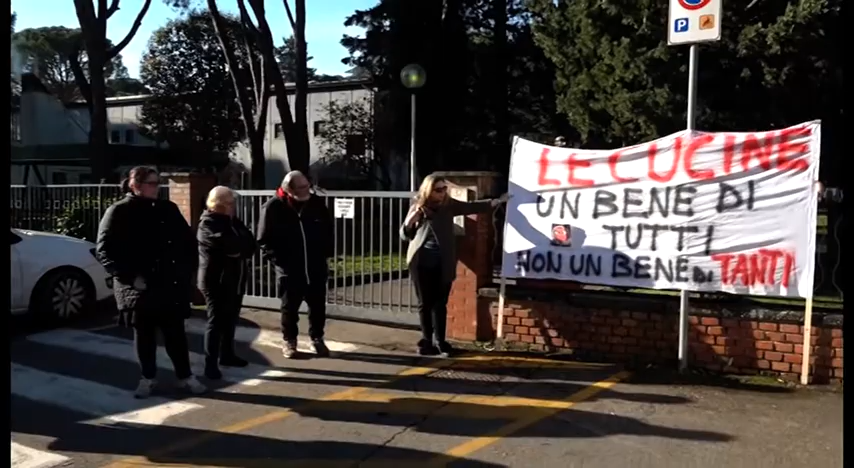 P
LE CUCINE
UN BENE DI
TUTTI
NON UN BENE DI TANTI